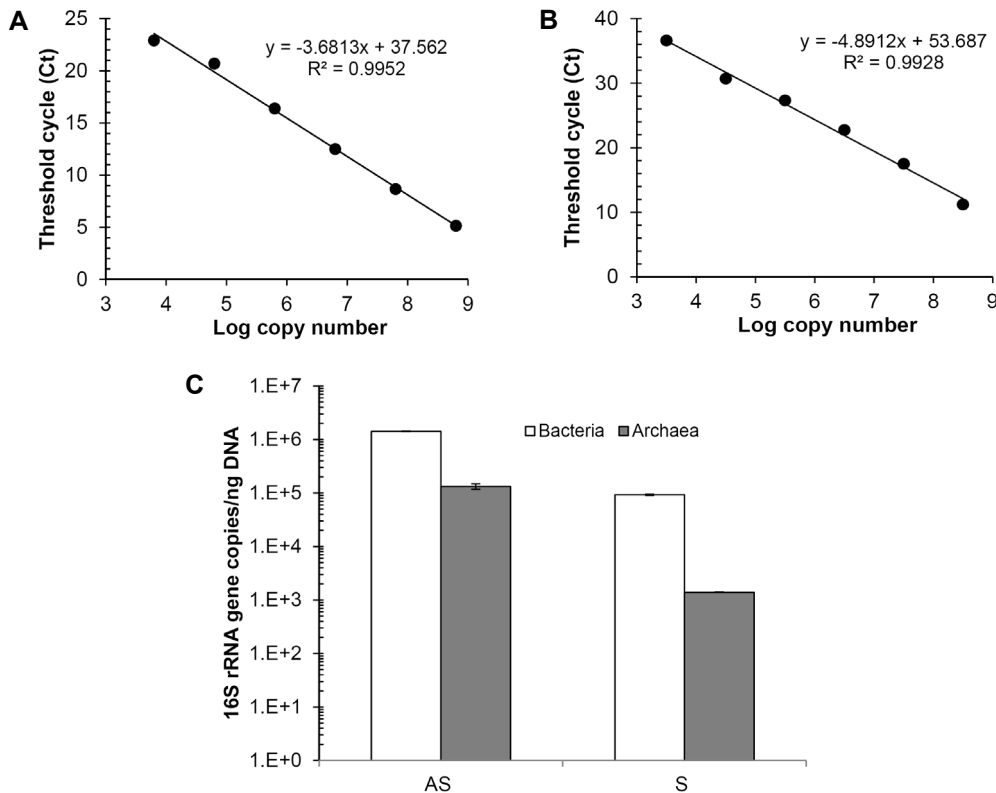 A
Threshold cycle (Ct)
25
20
15
10
5
0
y = -3.6813x + 37.562
R² = 0.9952
3 4 5 6 7 8 9
Log copy number
B
Threshold cycle (Ct)
40
30
20
10
0
y = -4.8912x + 53.687
R² = 0.9928
3 4 5 6 7 8 9
Log copy number
C
16S rRNA gene copies/ng DNA
1.E+7
1.E+6
1.E+5
1.E+4
1.E+3
1.E+2
1.E+1
1.E+0
Bacteria Archaea
AS S